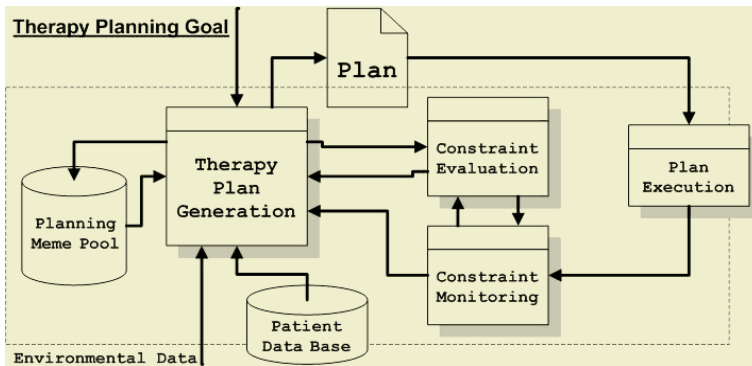 Therapy Planning Goal
Plan
Therapy
Plan
Generation
Constraint
Evaluation
Plan
Execution
Planning
Meme Pool
Constraint
Monitoring
Patient
Data Base
Environmental Data